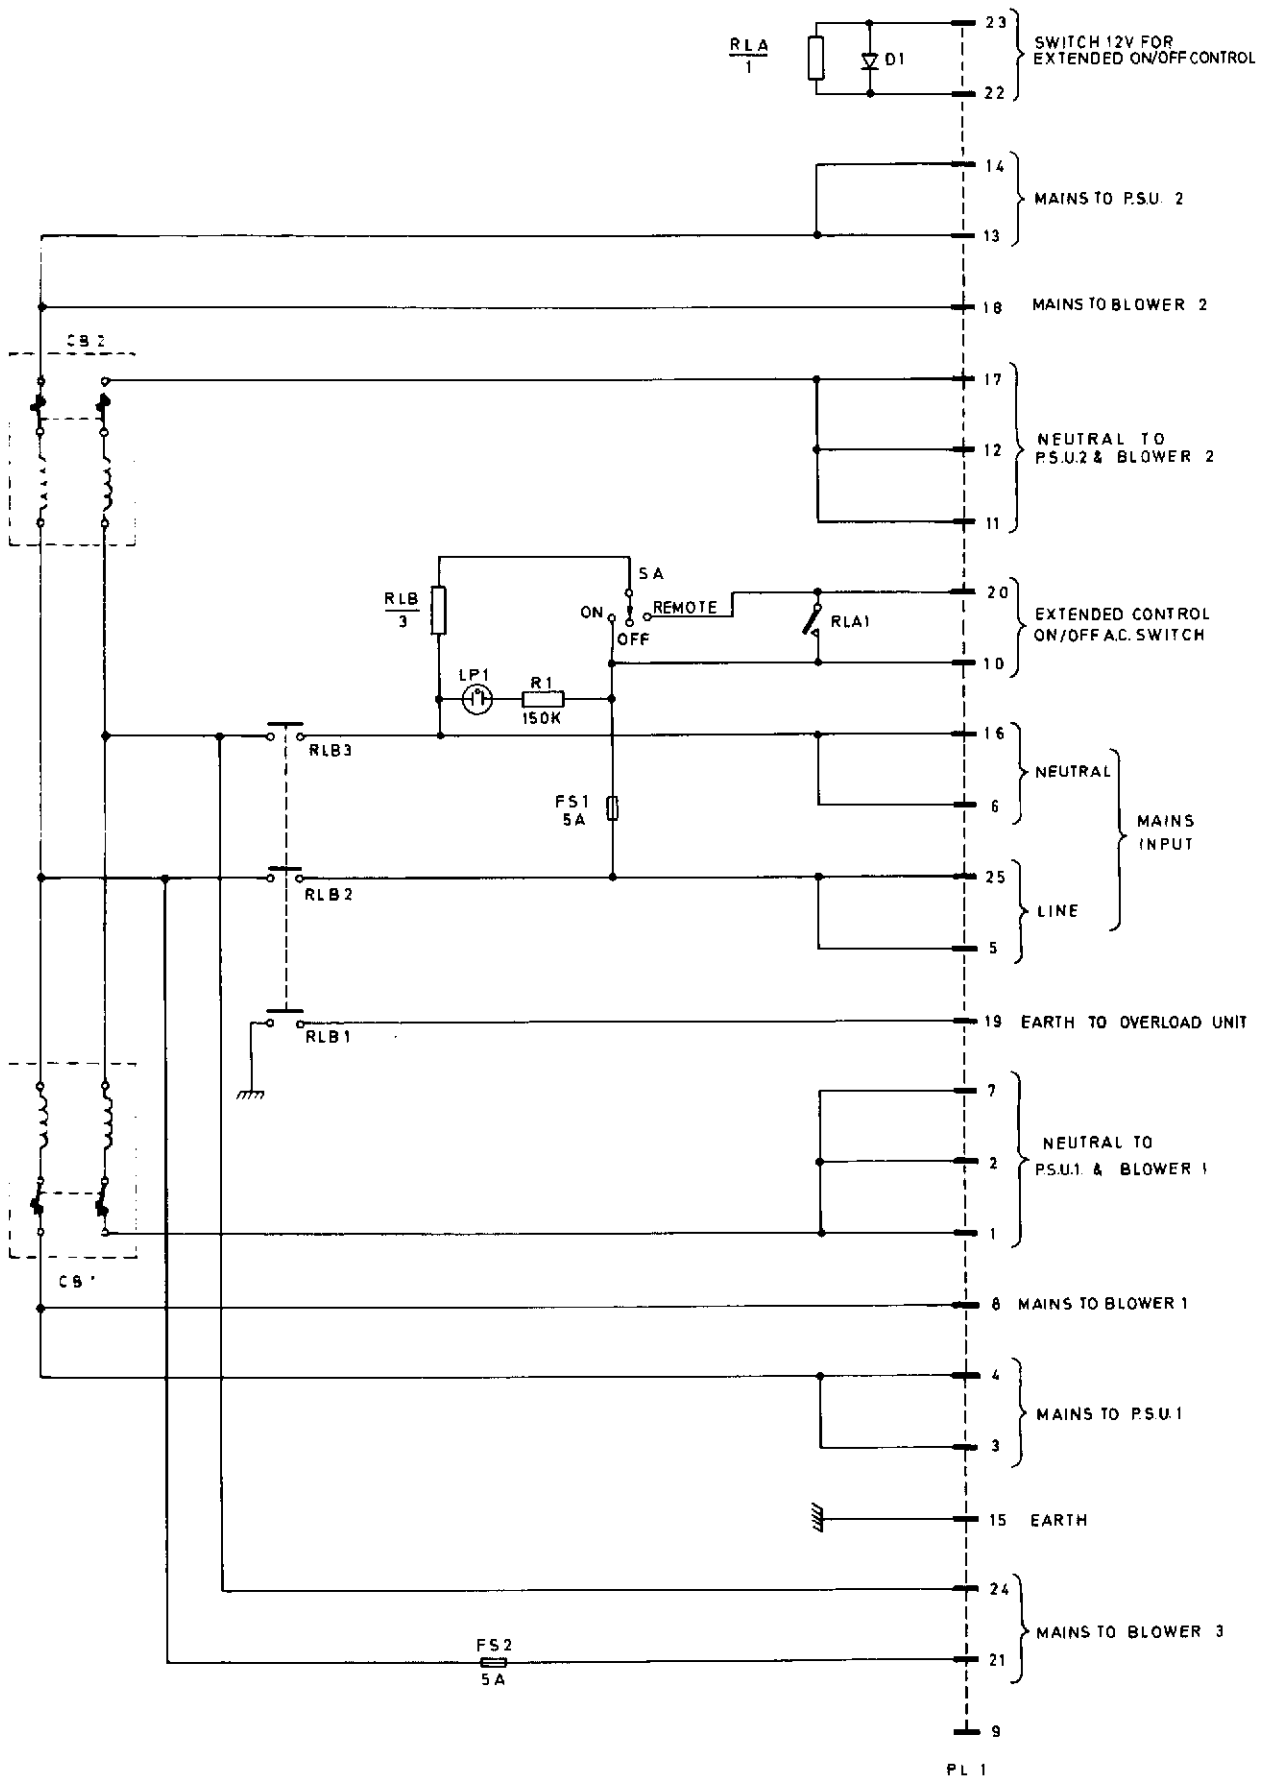 23
SWITCH 12V FOR
EXTENDED ON/OFF CONTROL
RLA
1
D1
22
14
MAINS TO P.S.U. 2
13
18 MAINS TO BLOWER 2
CB2
17
12
NEUTRAL TO
P.S.U.2 & BLOWER 2
11
SA
20
RLB
3
ON
REMOTE
OFF
RLA1
EXTENDED CONTROL
ON/OFF A.C. SWITCH
10
LP1
R1
150K
16
RLB3
NEUTRAL
FS1
5A
6
MAINS
INPUT
25
RLB2
LINE
5
19 EARTH TO OVERLOAD UNIT
RLB1
7
NEUTRAL TO
2
P.S.U.1. & BLOWER 1
1
CB1
8 MAINS TO BLOWER 1
4
MAINS TO P.S.U.1
3
15 EARTH
24
MAINS TO BLOWER 3
FS2
5A
21
9
PL 1